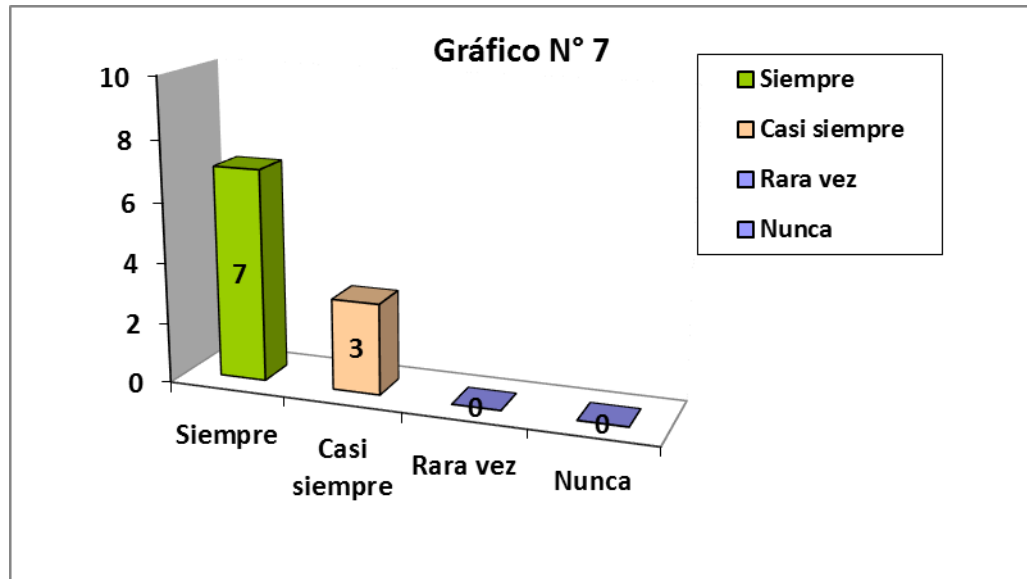 Gráfico N° 7
10
8
6
4
2
0
7
3
0
0
Siempre
Casi
siempre
Rara vez
Nunca
Siempre
Casi siempre
Rara vez
Nunca